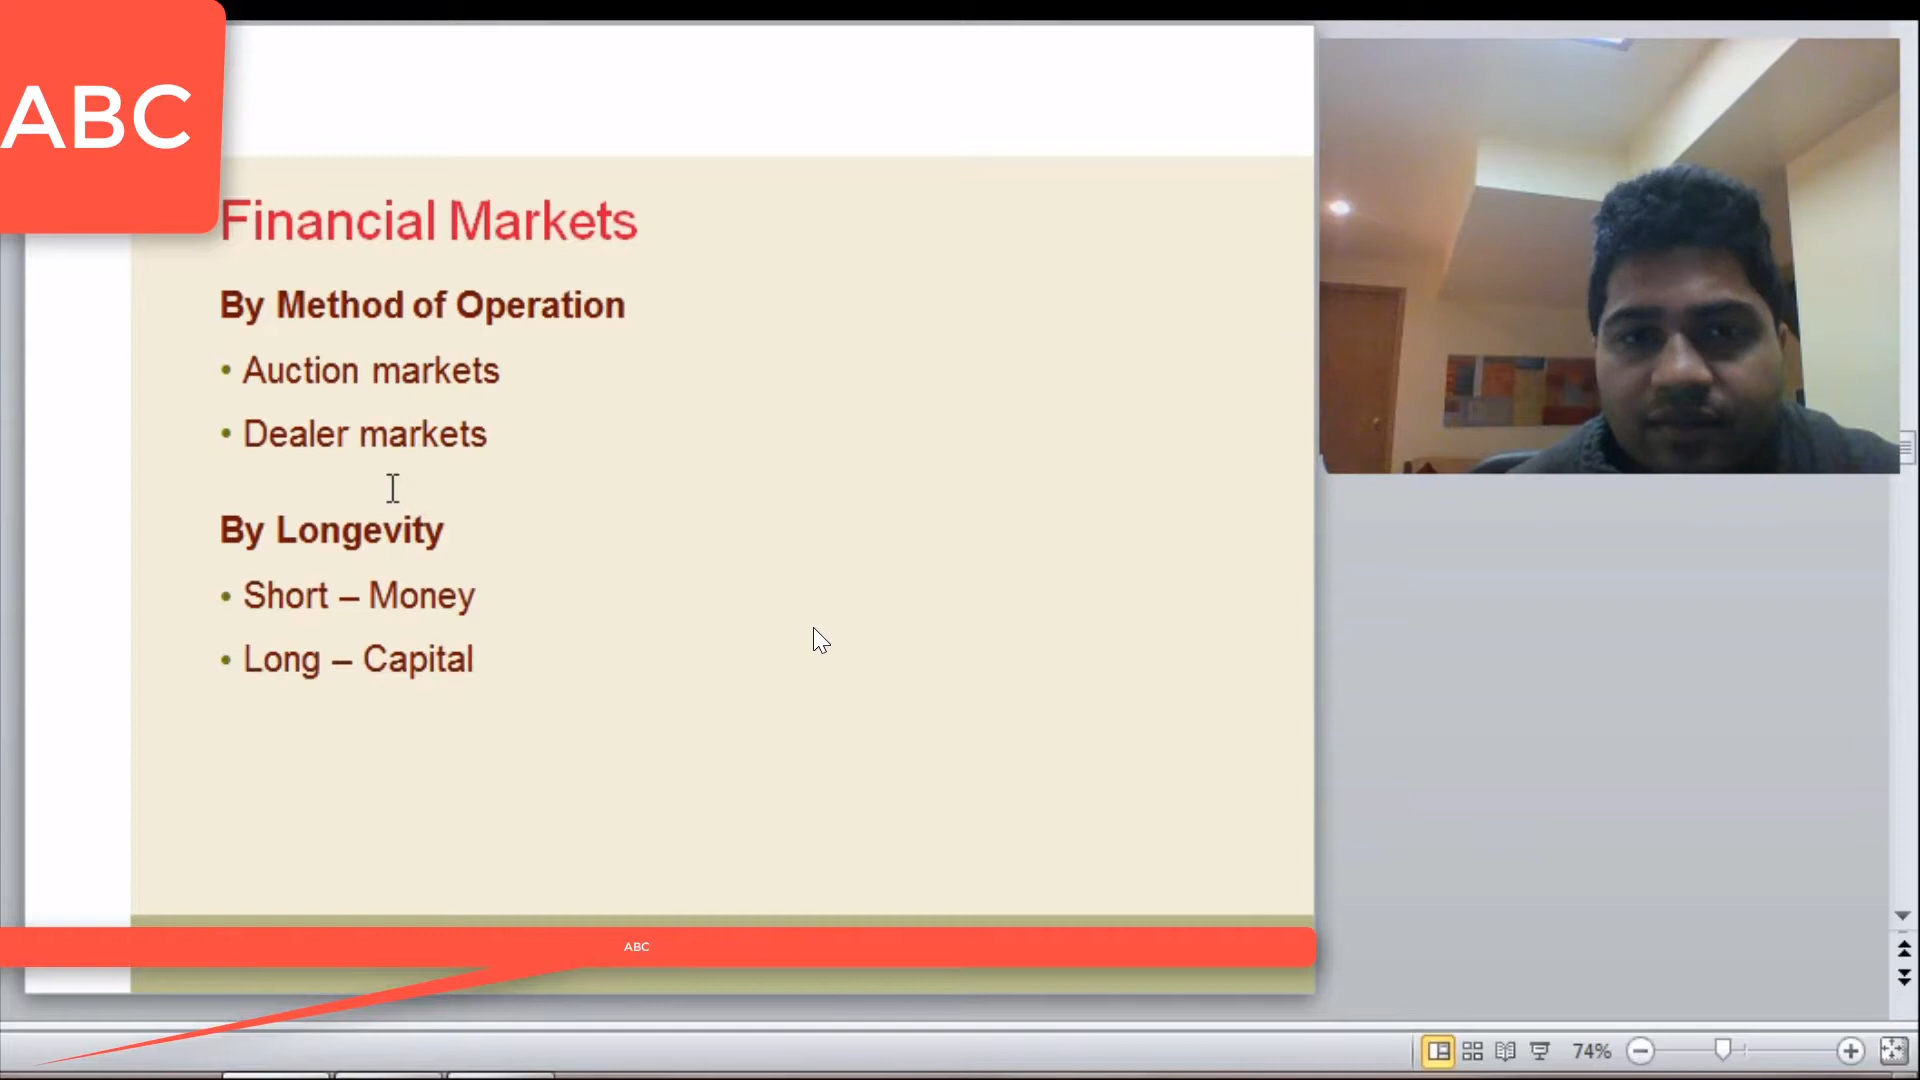 ABC
Financial Markets
By Method of Operation
• Auction markets
• Dealer markets
By Longevity
• Short – Money
• Long – Capital
ABC
74%